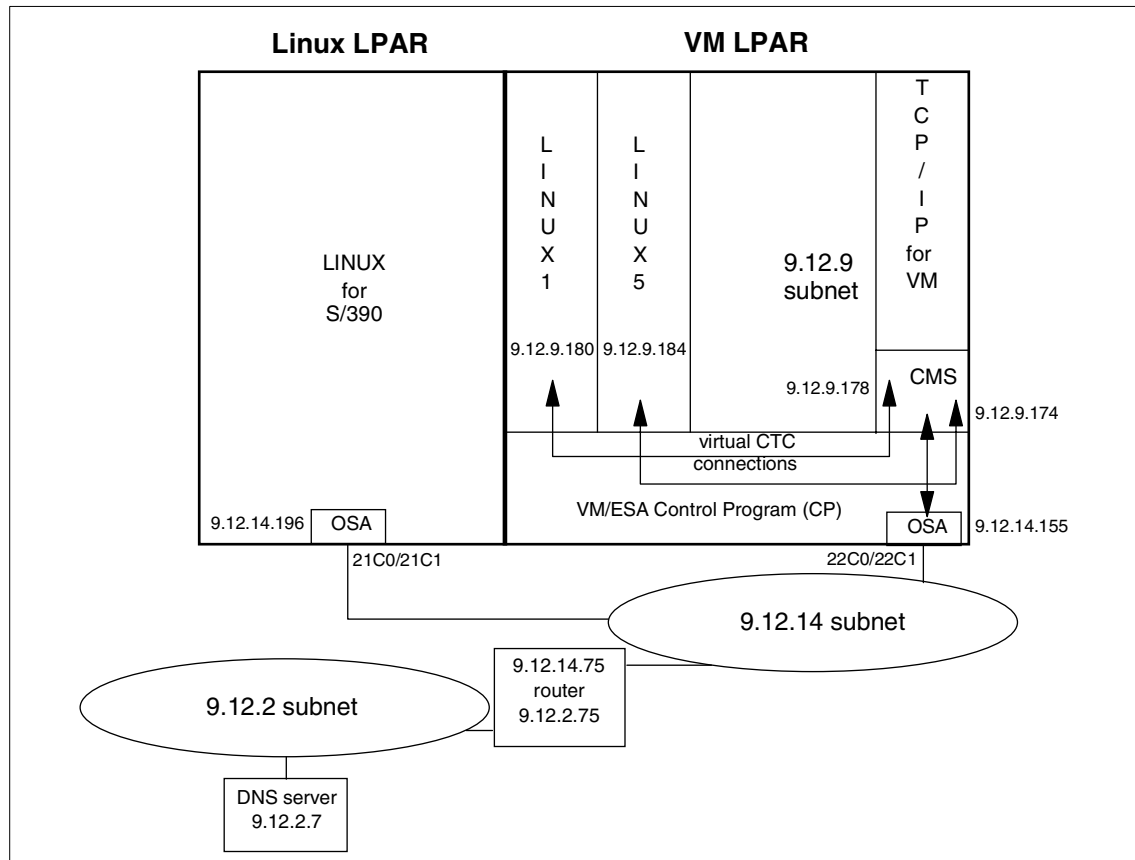 Linux LPAR
VM LPAR
LINUX
for
S/390
L
I
N
U
X
1
L
I
N
U
X
5
9.12.9
subnet
T
C
P
/
I
P
for
VM
9.12.9.180
9.12.9.184
9.12.9.178
CMS
9.12.9.174
virtual CTC
connections
VM/ESA Control Program (CP)
9.12.14.196
OSA
OSA
9.12.14.155
21C0/21C1
22C0/22C1
9.12.14 subnet
9.12.14.75
router
9.12.2.75
9.12.2 subnet
DNS server
9.12.2.7